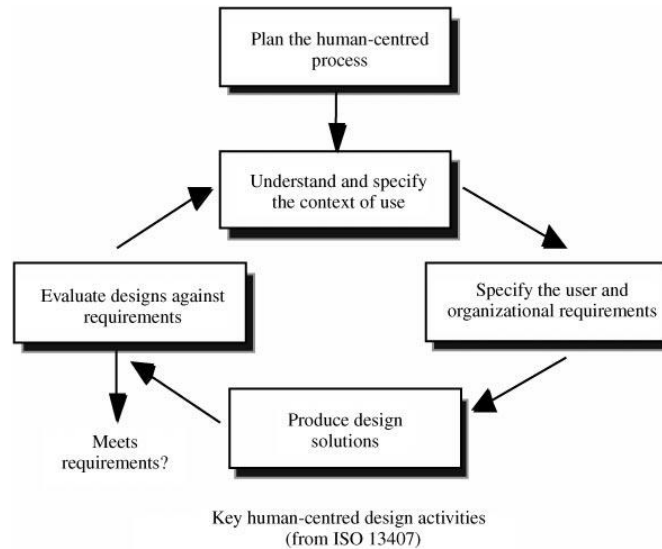 Plan the human-centred
process
Understand and specify
the context of use
Evaluate designs against
requirements
Specify the user and
organizational requirements
Produce design
solutions
Meets
requirements?
Key human-centred design activities
(from ISO 13407)